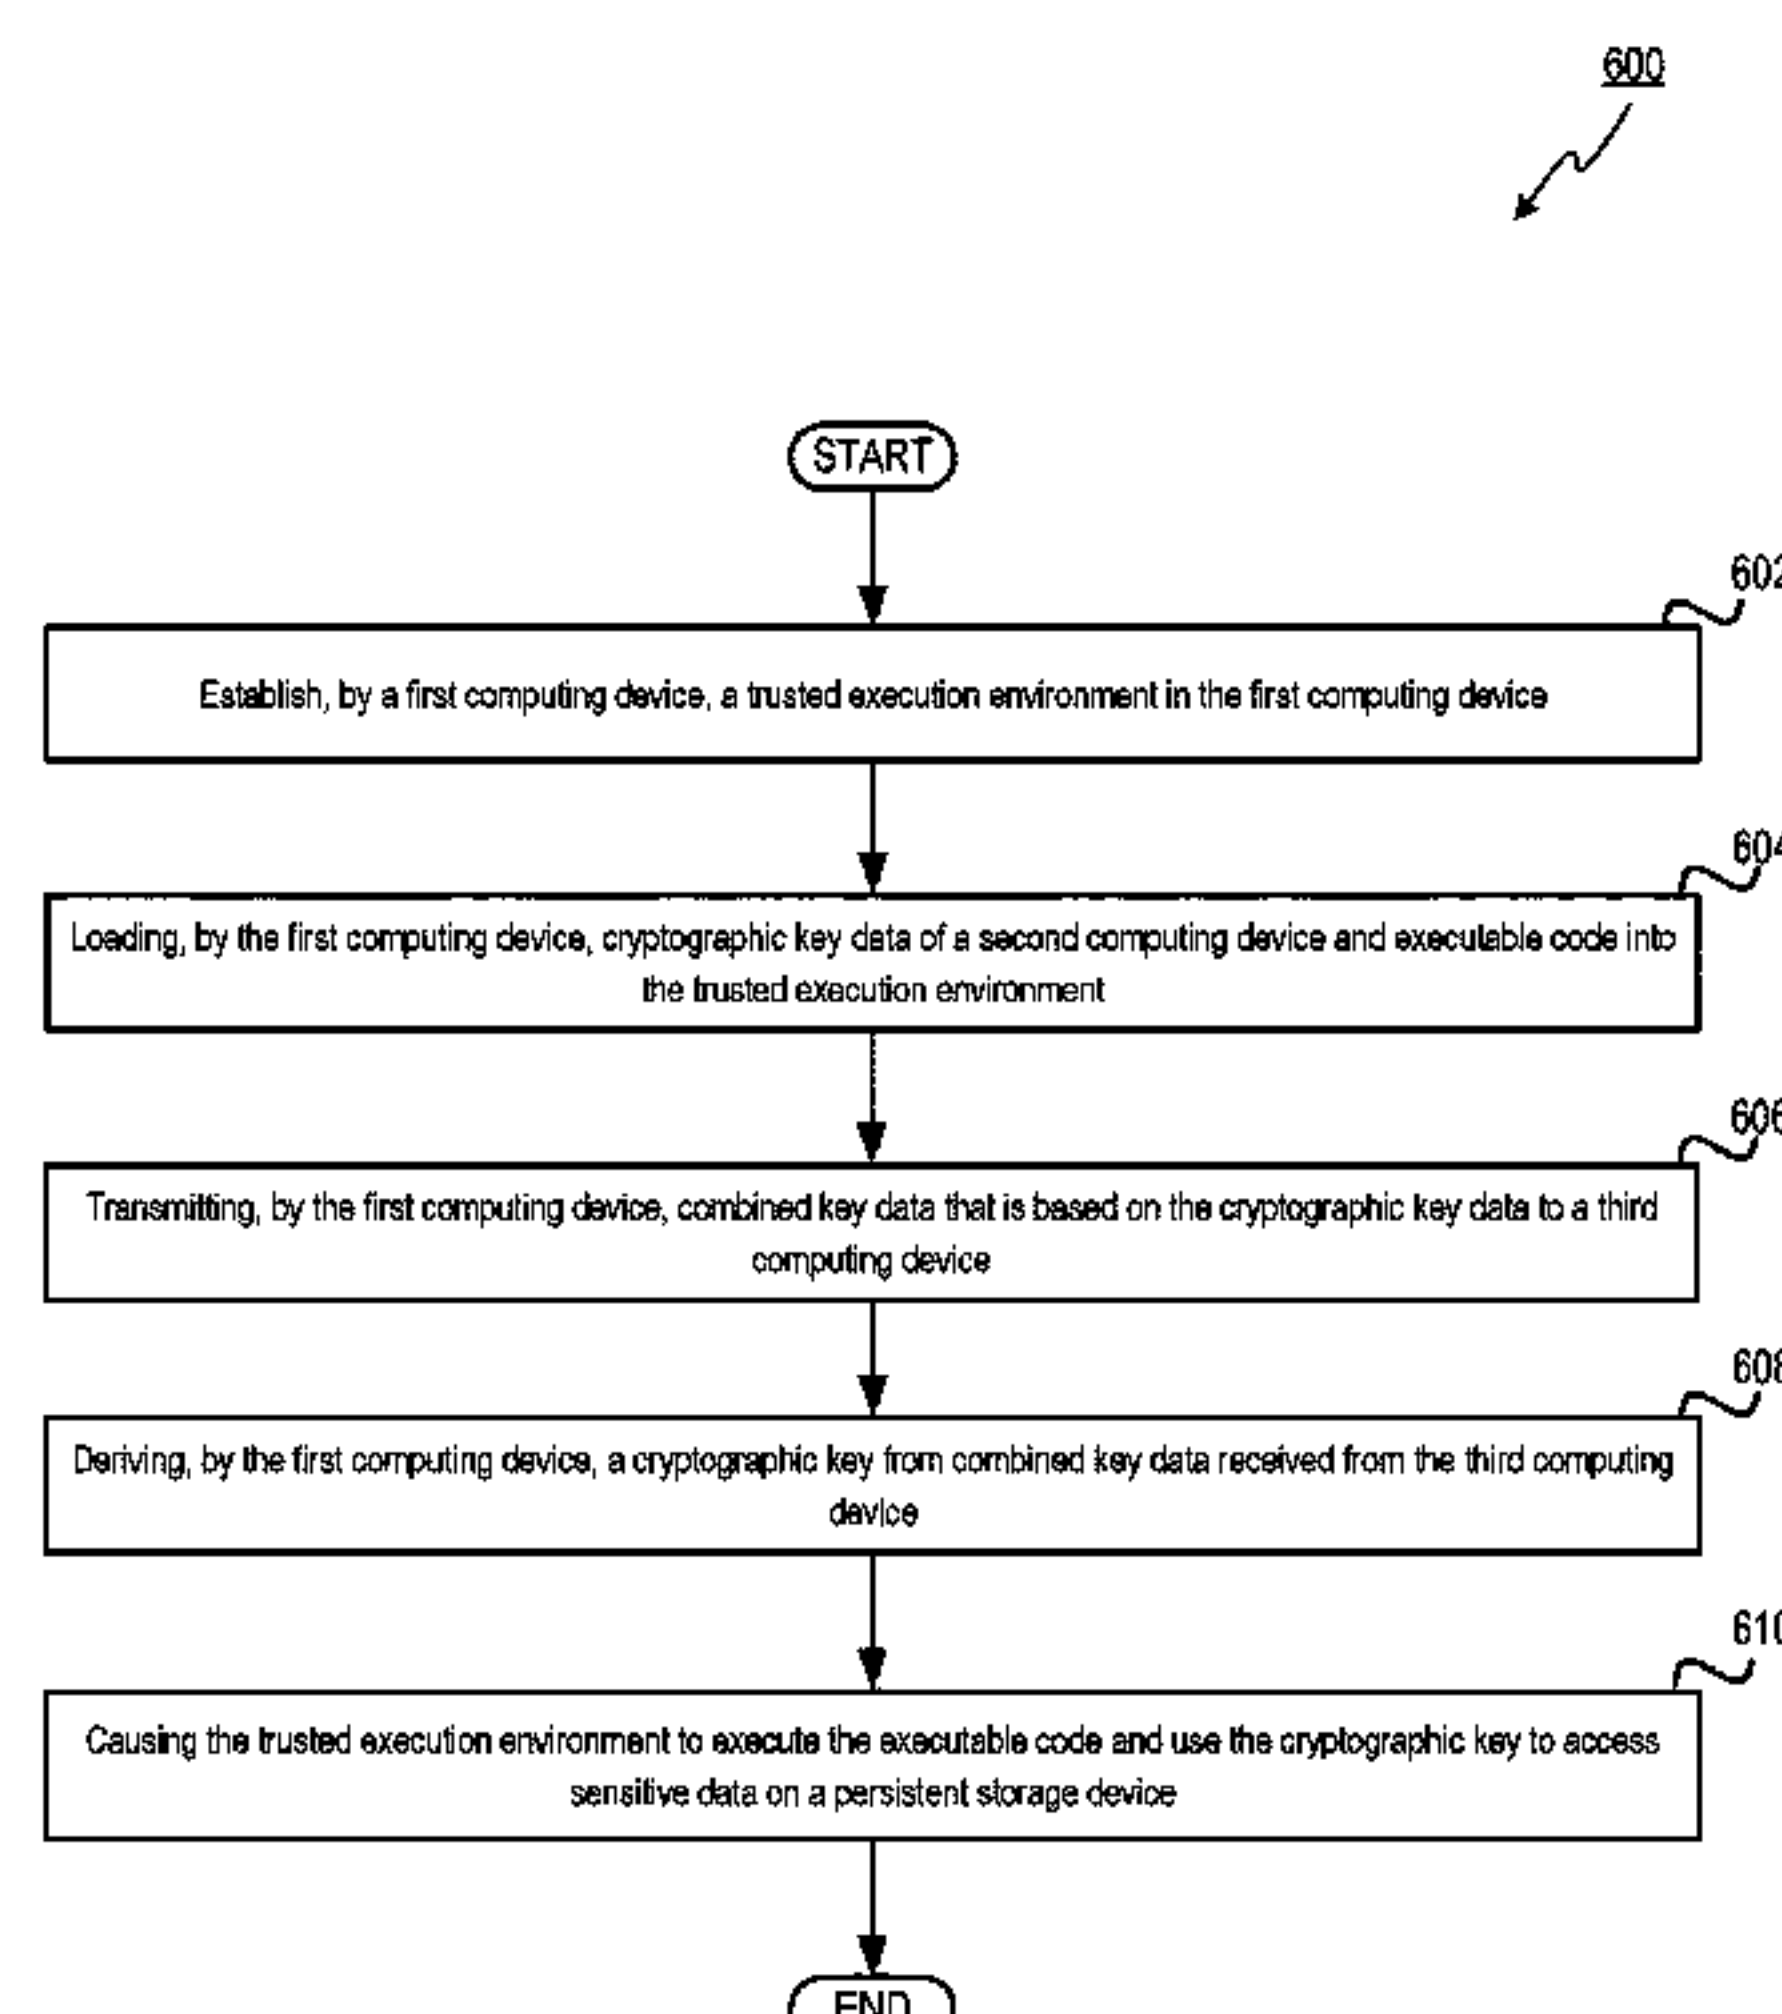 600
START
602
Establish, by a first computing device, a trusted execution environment in the first computing device
604
Loading, by the first computing device, cryptographic key data of a second computing device and executable code into
the trusted execution environment
606
Transmitting, by the first computing device, combined key data that is based on the cryptographic key data to a third
computing device
608
Deriving, by the first computing device, a cryptographic key from combined key data received from the third computing
device
610
Causing the trusted execution environment to execute the executable code and use the cryptographic key to access
sensitive data on a persistent storage device
END